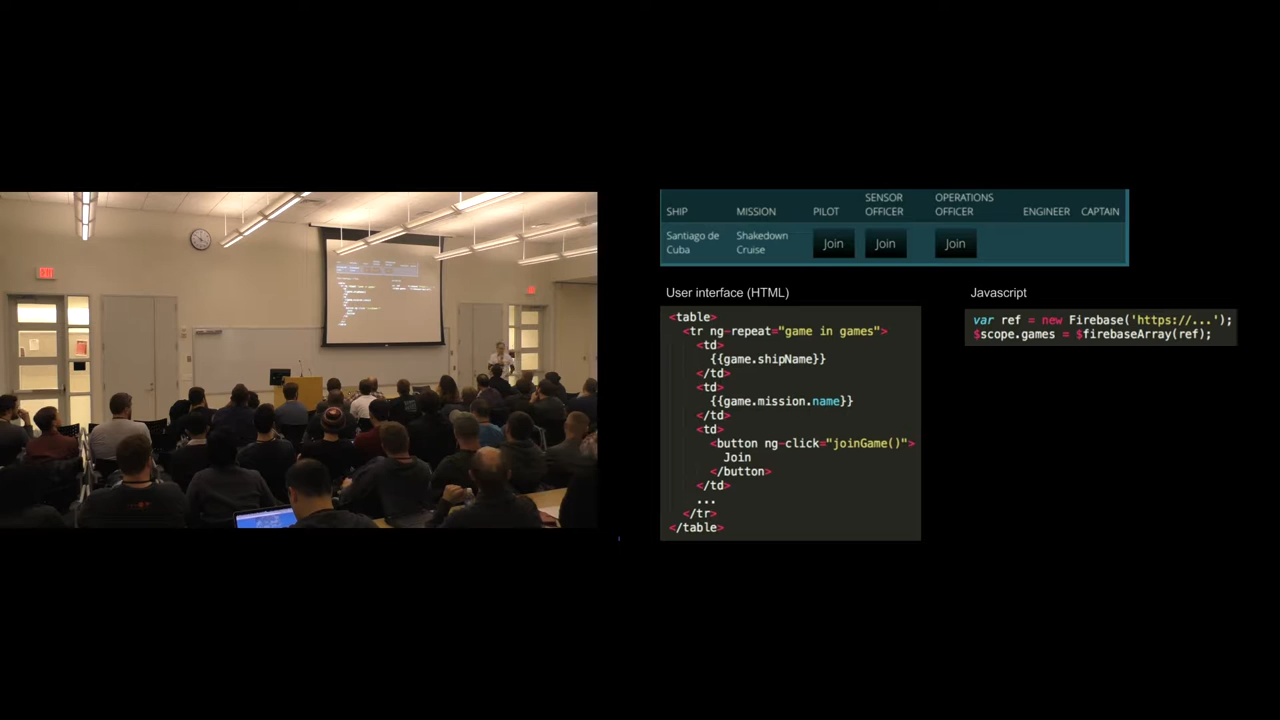 SHIP MISSION PILOT SENSOR OFFICER OPERATIONS OFFICER ENGINEER CAPTAIN
Santiago de Cuba Shakedown Cruise Join Join Join
User interface (HTML)
<table>
<tr ng-repeat="game in games">
<td>
{{game.shipName}}
</td>
<td>
{{game.mission.name}}
</td>
<td>
<button ng-click="joinGame()">
Join
</button>
</td>
...
</tr>
</table>
Javascript
var ref = new Firebase('https://...');
$scope.games = $firebaseArray(ref);